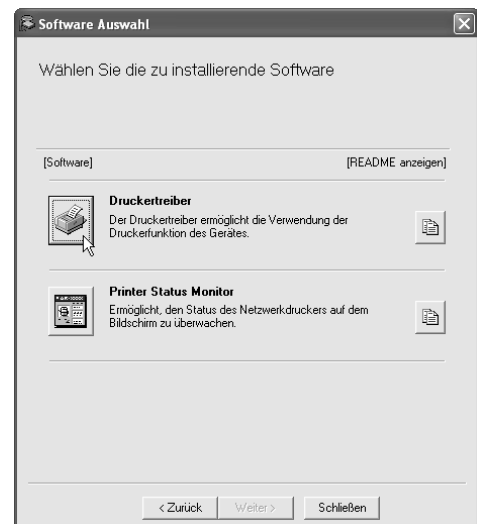 Software Auswahl
Wählen Sie die zu installierende Software
[Software] [README anzeigen]
Druckertreiber
Der Druckertreiber ermöglicht die Verwendung der
Druckerfunktion des Gerätes.
Printer Status Monitor
Ermöglicht, den Status des Netzwerkdruckers auf dem
Bildschirm zu überwachen.
< Zurück Weiter > Schließen